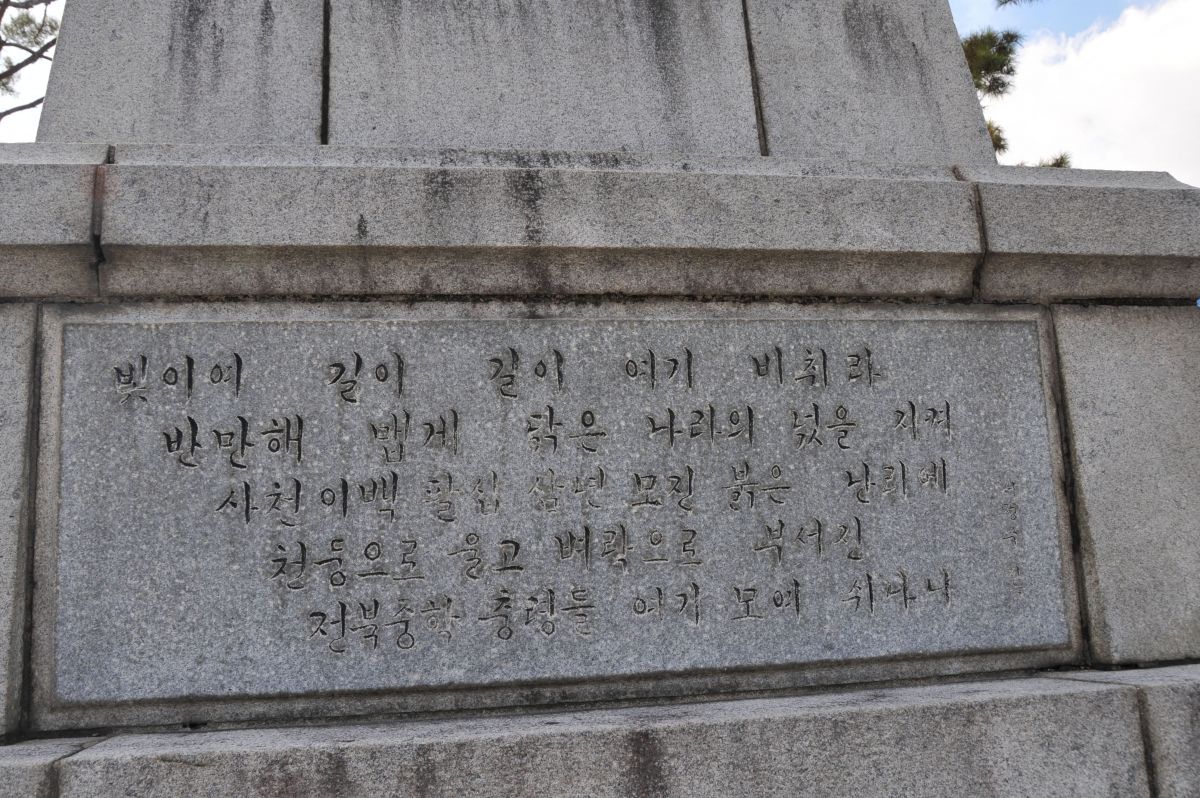 빛이여 길이 길이 여기 비취라
반만해 맵게 닦은 나라의 넋을 지켜
사천이백 팔십 삼년 모진 붉은 난리에
천둥으로 울고 벼락으로 부서진
전북중학 충령들 여기 모여 쉬나니